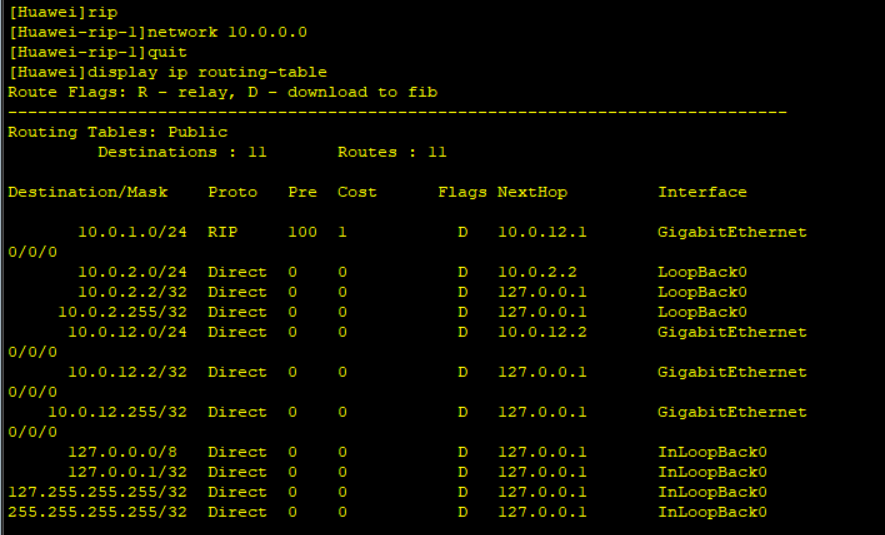 [Huawei]rip
[Huawei-rip-1]network 10.0.0.0
[Huawei-rip-1]quit
[Huawei]display ip routing-table
Route Flags: R - relay, D - download to fib
------------------------------------------------------------------------------
Routing Tables: Public
         Destinations : 11       Routes : 11

Destination/Mask    Proto   Pre  Cost      Flags NextHop         Interface

       10.0.1.0/24  RIP     100  1           D   10.0.12.1       GigabitEthernet
0/0/0
       10.0.2.0/24  Direct  0    0           D   10.0.2.2        LoopBack0
       10.0.2.2/32  Direct  0    0           D   127.0.0.1       LoopBack0
     10.0.2.255/32  Direct  0    0           D   127.0.0.1       LoopBack0
      10.0.12.0/24  Direct  0    0           D   10.0.12.2       GigabitEthernet
0/0/0
      10.0.12.2/32  Direct  0    0           D   127.0.0.1       GigabitEthernet
0/0/0
    10.0.12.255/32  Direct  0    0           D   127.0.0.1       GigabitEthernet
0/0/0
      127.0.0.0/8   Direct  0    0           D   127.0.0.1       InLoopBack0
      127.0.0.1/32  Direct  0    0           D   127.0.0.1       InLoopBack0
127.255.255.255/32  Direct  0    0           D   127.0.0.1       InLoopBack0
255.255.255.255/32  Direct  0    0           D   127.0.0.1       InLoopBack0